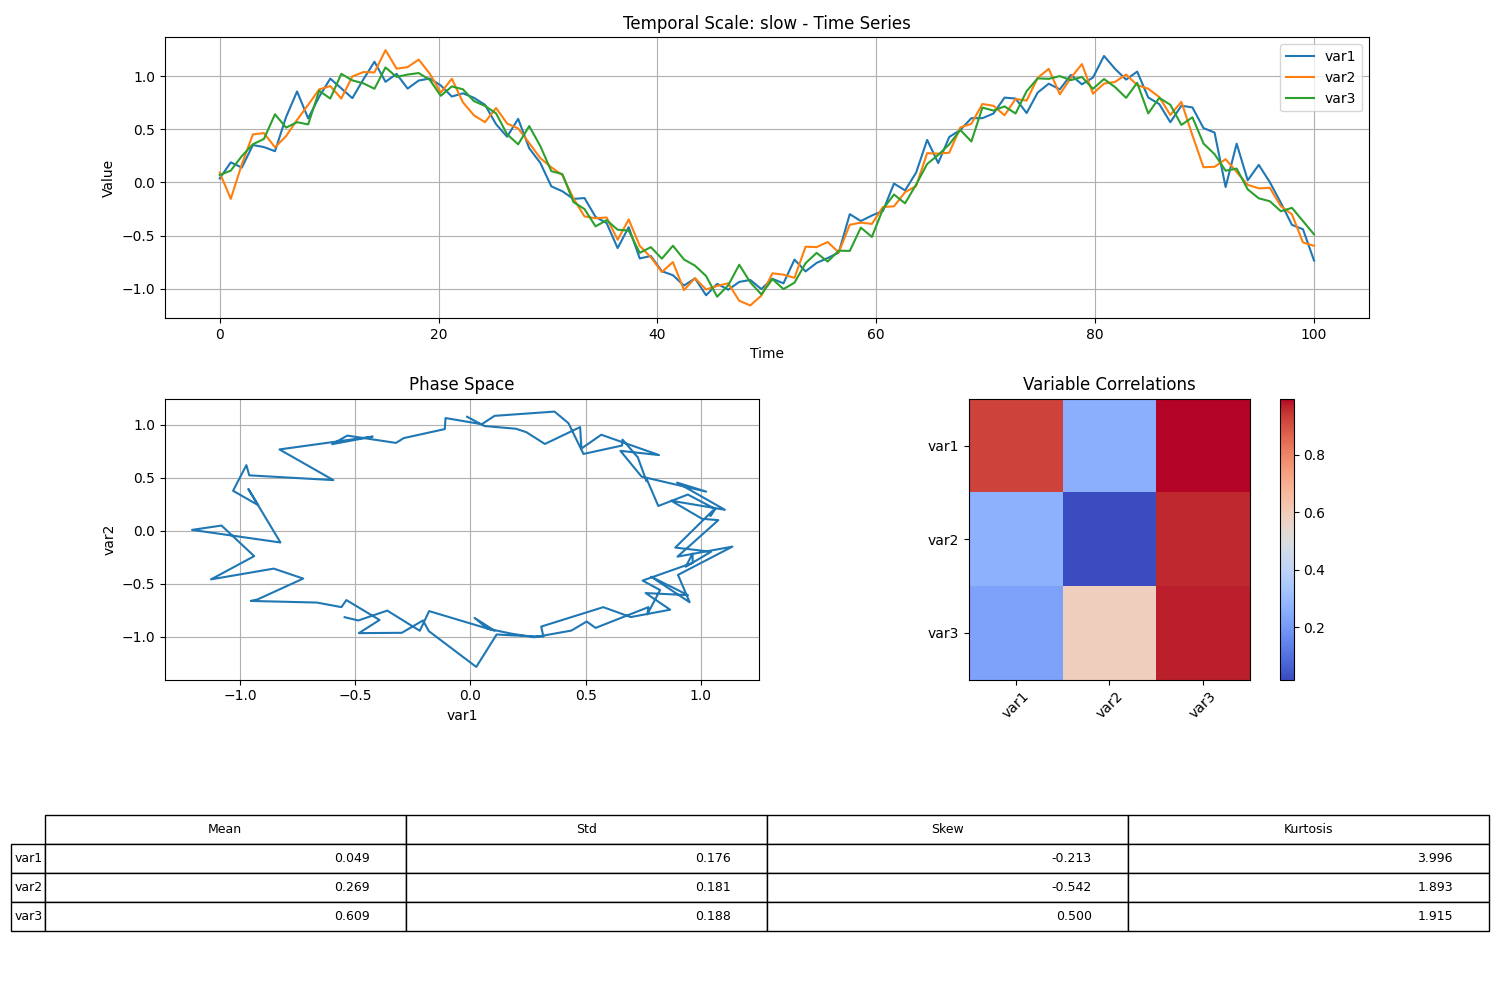 Temporal Scale: slow - Time Series
Value
1.0
0.5
0.0
−0.5
−1.0
var1
var2
var3
0 20 40 60 80 100
Time
Phase Space
var2
1.0
0.5
0.0
−0.5
−1.0
−1.0 −0.5 0.0 0.5 1.0
var1
Variable Correlations
var1
var2
var3
var1 var2 var3
0.8
0.6
0.4
0.2
Mean Std Skew Kurtosis
var1 0.049 0.176 -0.213 3.996
var2 0.269 0.181 -0.542 1.893
var3 0.609 0.188 0.500 1.915